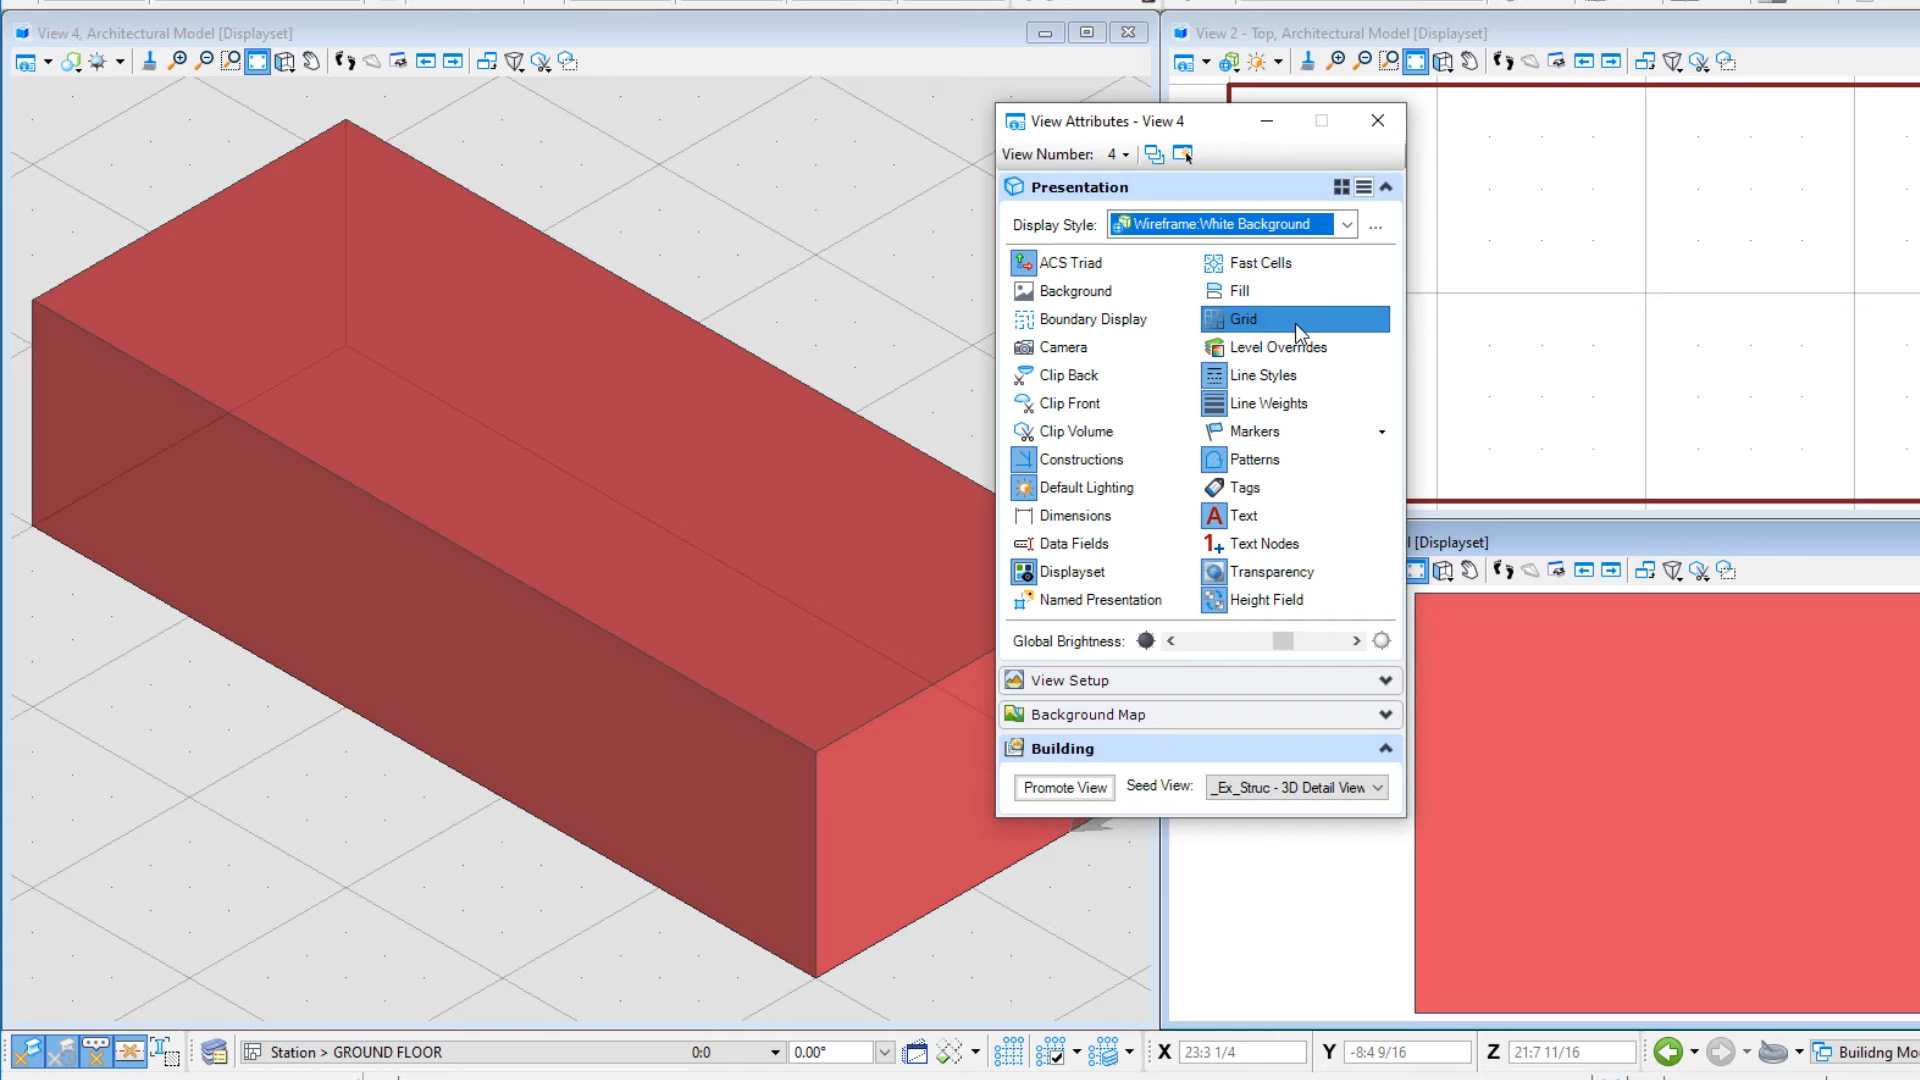 View 4, Architectural Model [Displayset]
View 2 - Top, Architectural Model [Displayset]
View Attributes - View 4
View Number: 4
Presentation
Display Style: Wireframe:White Background ...
ACS Triad
Fast Cells
Background
Fill
Boundary Display
Grid
Camera
Level Overrides
Clip Back
Line Styles
Clip Front
Line Weights
Clip Volume
Markers
Constructions
Patterns
Default Lighting
Tags
Dimensions
Text
Data Fields
Text Nodes
l [Displayset]
Displayset
Transparency
Named Presentation
Height Field
Global Brightness:
View Setup
Background Map
Building
Promote View Seed View: _Ex_Struc - 3D Detail View
Station > GROUND FLOOR 0:0 0.00° X 23:3 1/4 Y -8:4 9/16 Z 21:7 11/16 Builidng Mo